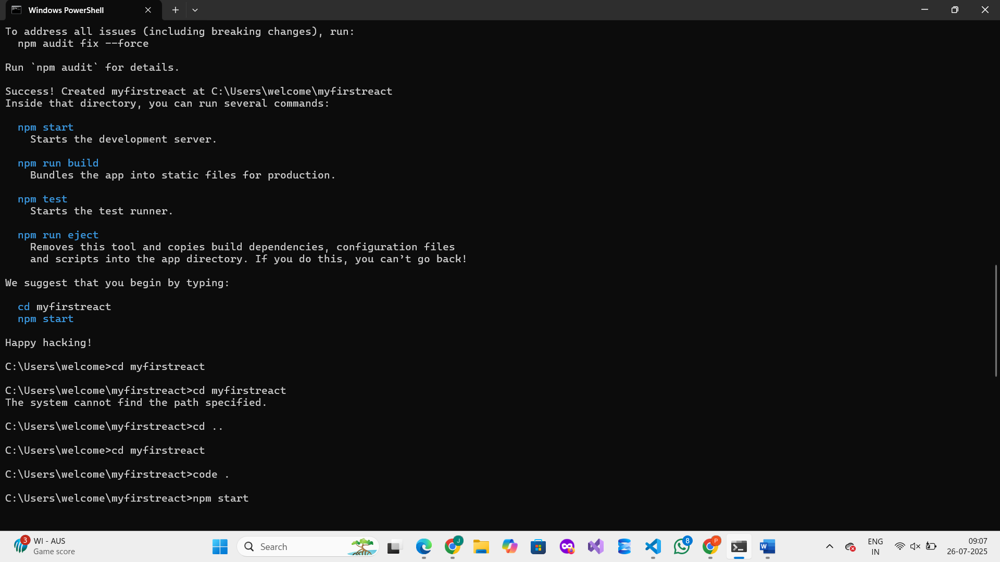 Windows PowerShell
To address all issues (including breaking changes), run:
npm audit fix --force
Run `npm audit` for details.
Success! Created myfirstreact at C:\Users\welcome\myfirstreact
Inside that directory, you can run several commands:
npm start
Starts the development server.
npm run build
Bundles the app into static files for production.
npm test
Starts the test runner.
npm run eject
Removes this tool and copies build dependencies, configuration files
and scripts into the app directory. If you do this, you can’t go back!
We suggest that you begin by typing:
cd myfirstreact
npm start
Happy hacking!
C:\Users\welcome>cd myfirstreact
C:\Users\welcome\myfirstreact>cd myfirstreact
The system cannot find the path specified.
C:\Users\welcome\myfirstreact>cd ..
C:\Users\welcome>cd myfirstreact
C:\Users\welcome\myfirstreact>code .
C:\Users\welcome\myfirstreact>npm start
3 WI - AUS
Game score
Search
J
8
P
W
ENG
IN
09:07
26-07-2025